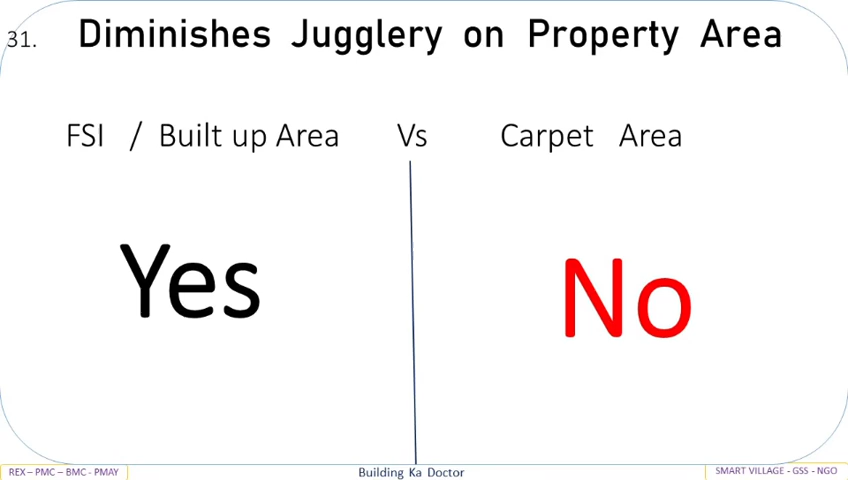 31. Diminishes Jugglery on Property Area
FSI / Built up Area Vs Carpet Area
Yes No
REX – PMC – BMC - PMAY Building Ka Doctor SMART VILLAGE - GSS - NGO